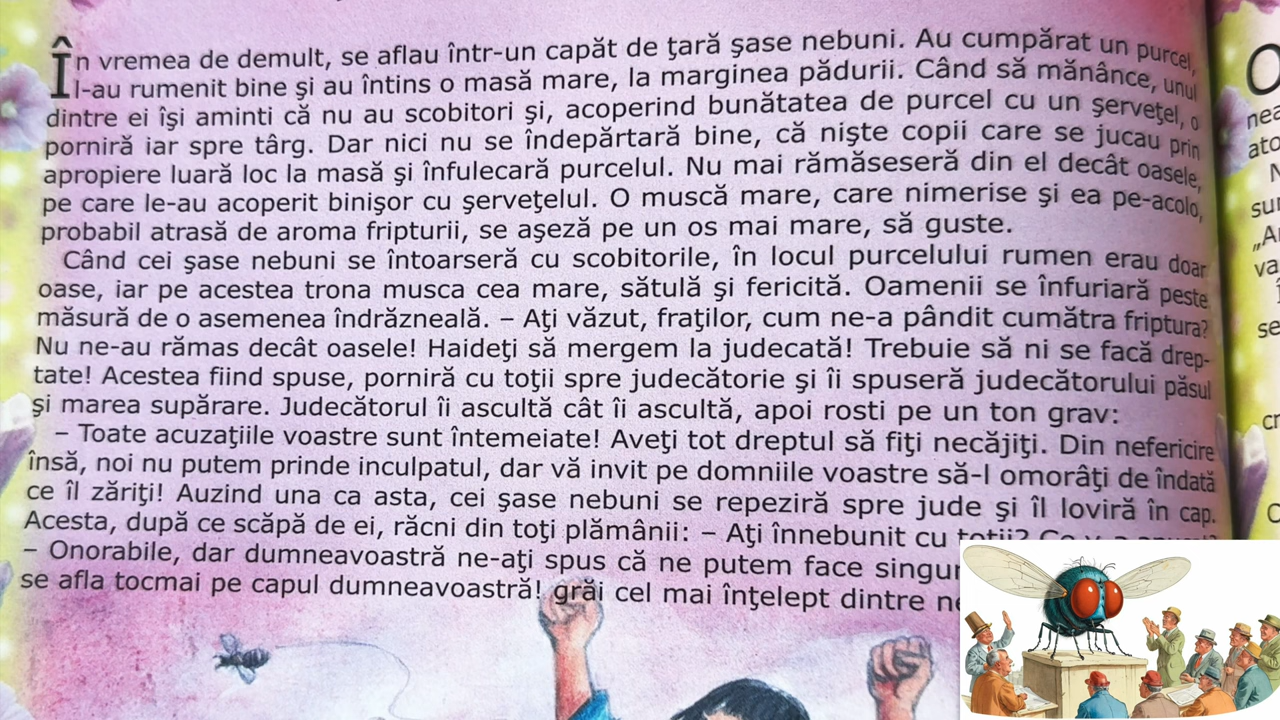 În vremea de demult, se aflau într-un capăt de ţară şase nebuni. Au cumpărat un purcel,
l-au rumenit bine şi au întins o masă mare, la marginea pădurii. Când să mănânce, unul
dintre ei îşi aminti că nu au scobitori şi, acoperind bunătatea de purcel cu un şerveţel, o
porniră iar spre târg. Dar nici nu se îndepărtară bine, că nişte copii care se jucau prin
apropiere luară loc la masă şi înfulecară purcelul. Nu mai rămăseseră din el decât oasele,
pe care le-au acoperit binişor cu şerveţelul. O muscă mare, care nimerise şi ea pe-acolo,
probabil atrasă de aroma fripturii, se aşeză pe un os mai mare, să guste.
Când cei şase nebuni se întoarseră cu scobitorile, în locul purcelului rumen erau doar
oase, iar pe acestea trona musca cea mare, sătulă şi fericită. Oamenii se înfuriară peste
măsură de o asemenea îndrăzneală. – Aţi văzut, fraţilor, cum ne-a pândit cumătra friptura?
Nu ne-au rămas decât oasele! Haideţi să mergem la judecată! Trebuie să ni se facă drep-
tate! Acestea fiind spuse, porniră cu toţii spre judecătorie şi îi spuseră judecătorului păsul
şi marea supărare. Judecătorul îi ascultă cât îi ascultă, apoi rosti pe un ton grav:
– Toate acuzaţiile voastre sunt întemeiate! Aveţi tot dreptul să fiţi necăjiţi. Din nefericire
însă, noi nu putem prinde inculpatul, dar vă invit pe domniile voastre să-l omorâţi de îndată
ce îl zăriţi! Auzind una ca asta, cei şase nebuni se repeziră spre jude şi îl loviră în cap.
Acesta, după ce scăpă de ei, răcni din toţi plămânii: – Aţi înnebunit cu toţii?
– Onorabile, dar dumneavoastră ne-aţi spus că ne putem face
se afla tocmai pe capul dumneavoastră! grăi cel mai înţelept dintre